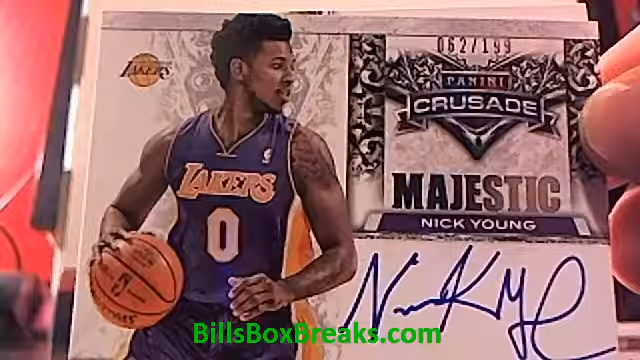 062/199
LAKERS
PANINI
CRUSADE
MAJESTIC
NICK YOUNG
LAKERS
0
BillsBoxBreaks.com